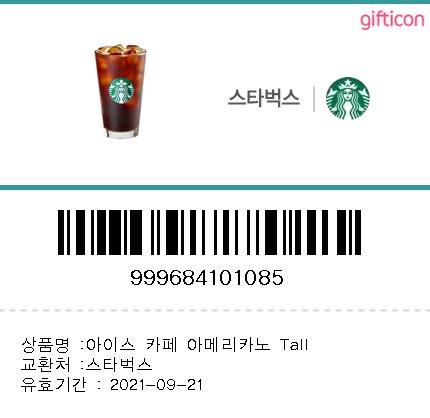 gifticon
스타벅스
999684101085
상품명 :아이스 카페 아메리카노 Tall
교환처 :스타벅스
유효기간 : 2021-09-21